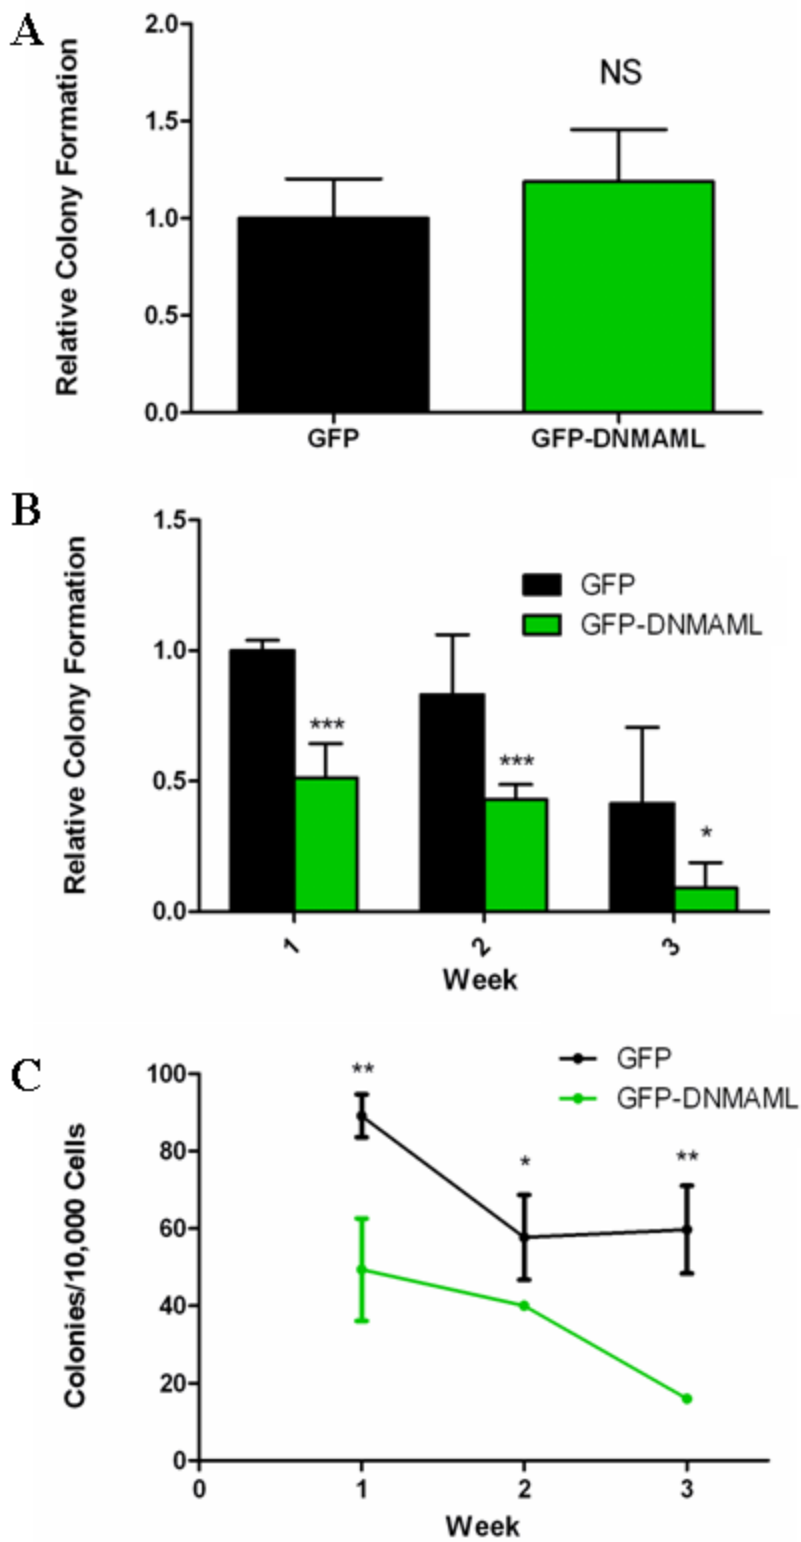 A
Relative Colony Formation
2.0
1.5
1.0
0.5
0.0
NS
GFP
GFP-DNMAML
B
Relative Colony Formation
1.5
1.0
0.5
0.0
GFP
GFP-DNMAML
***
***
*
1
2
3
Week
C
Colonies/10,000 Cells
100
80
60
40
20
0
GFP
GFP-DNMAML
**
*
**
0
1
2
3
Week